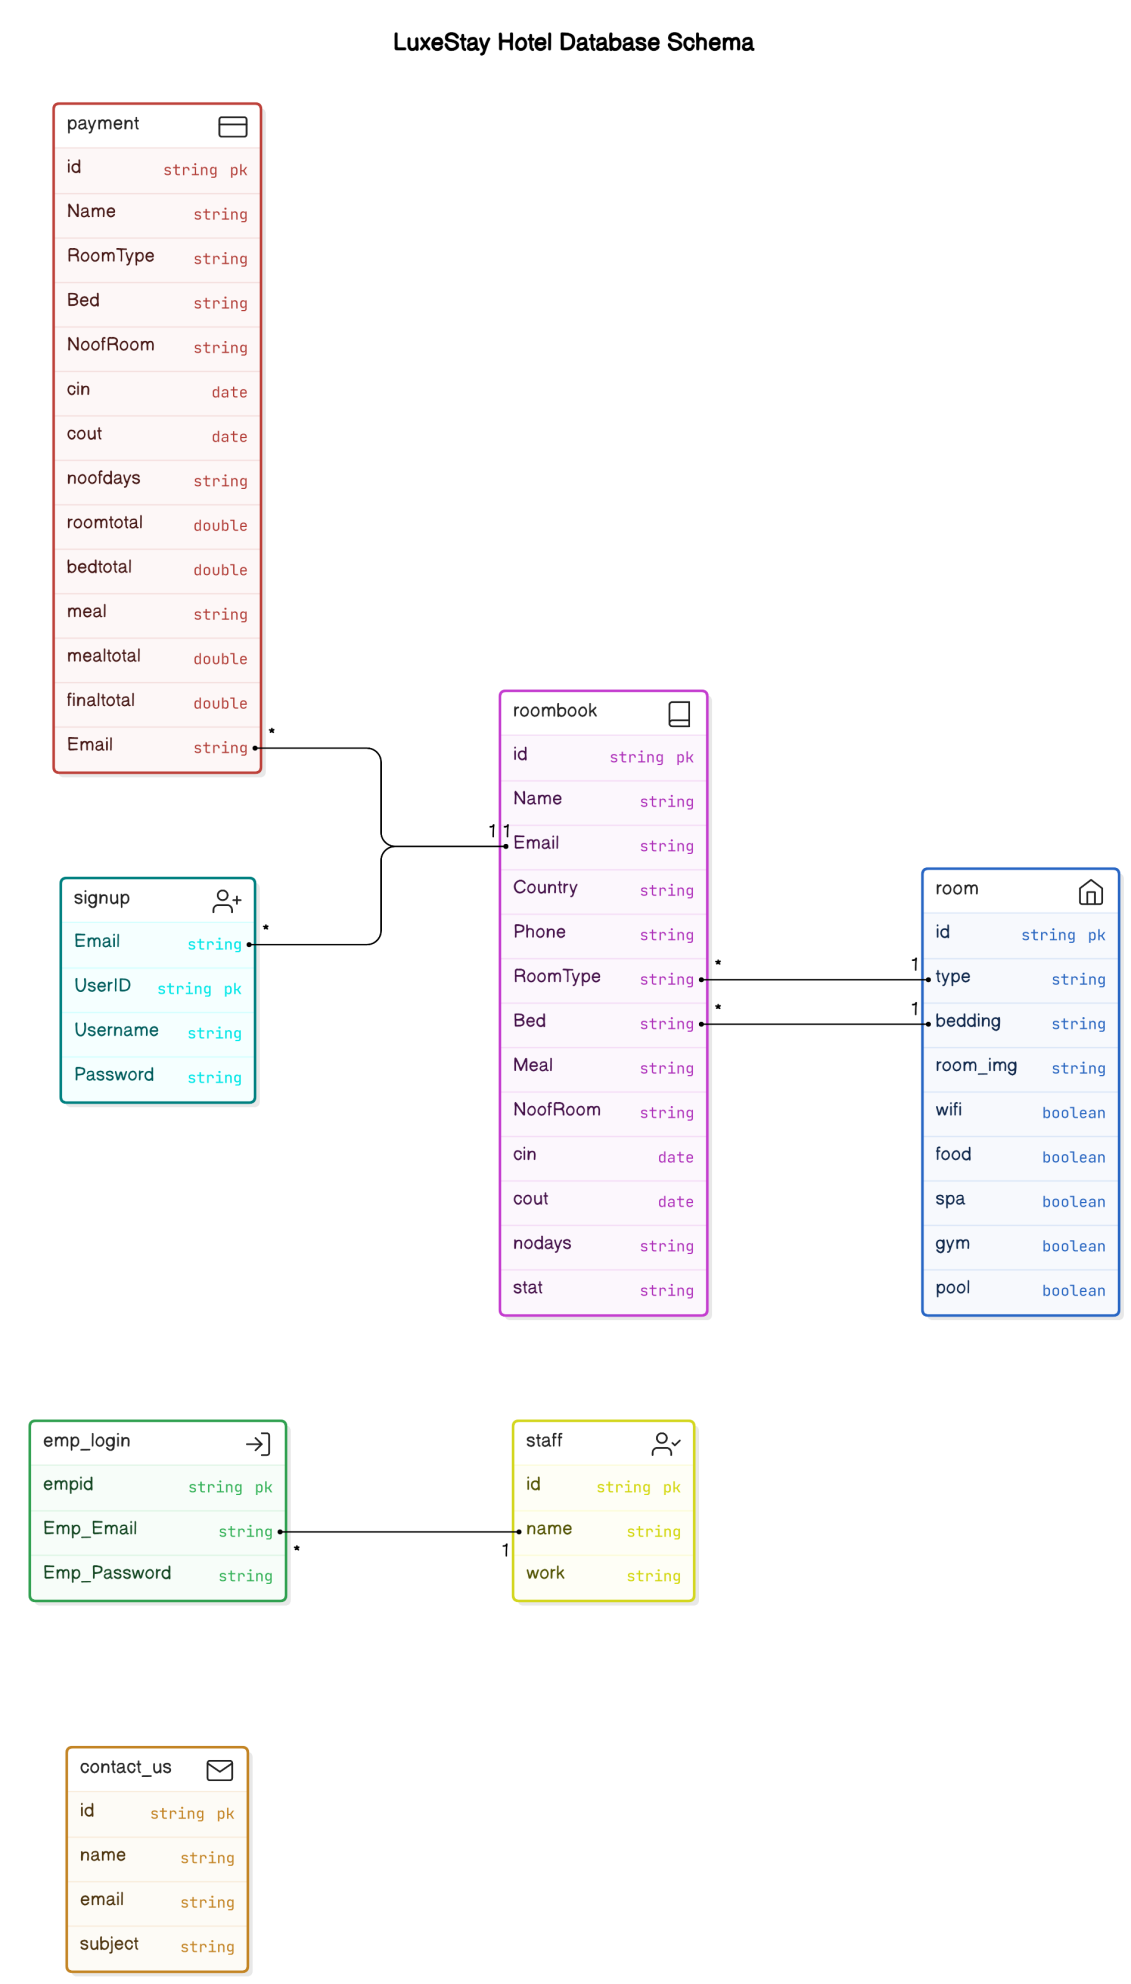 LuxeStay Hotel Database Schema
payment
id string pk
Name string
RoomType string
Bed string
NoofRoom string
cin date
cout date
noofdays string
roomtotal double
bedtotal double
meal string
mealtotal double
finaltotal double
Email string
*
signup
Email string
*
UserID string pk
Username string
Password string
roombook
id string pk
Name string
1 1
Email string
Country string
Phone string
RoomType string
*
Bed string
*
Meal string
NoofRoom string
cin date
cout date
nodays string
stat string
room
id string pk
1
type string
1
bedding string
room_img string
wifi boolean
food boolean
spa boolean
gym boolean
pool boolean
emp_login
empid string pk
Emp_Email string
*
Emp_Password string
staff
id string pk
name string
1
work string
contact_us
id string pk
name string
email string
subject string